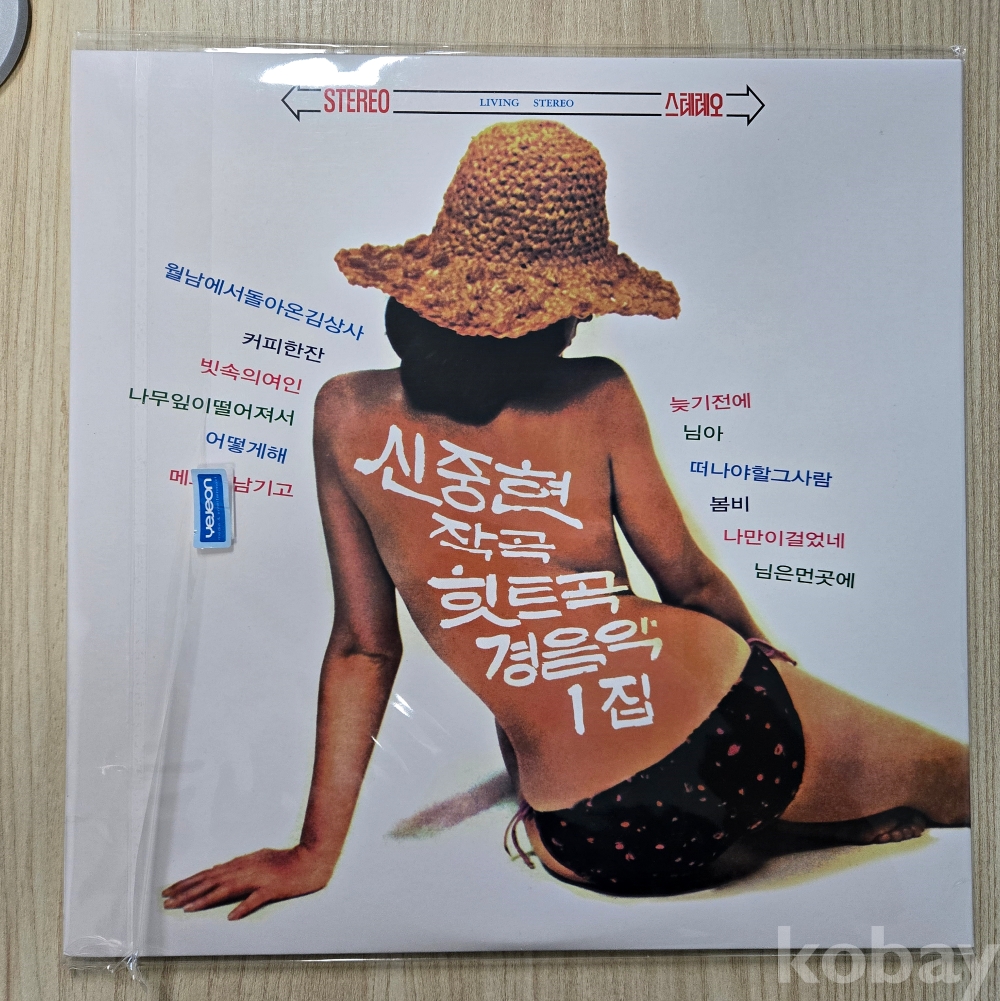 STEREO LIVING STEREO 스테레오
월남에서돌아온김상사
커피한잔
빗속의여인
나무잎이떨어져서
어떻게해
남기고
yejeon
늦기전에
님아
떠나야할그사람
봄비
나만이걸었네
님은먼곳에
신중현
작곡
힛트곡
경음악
1집
kobay